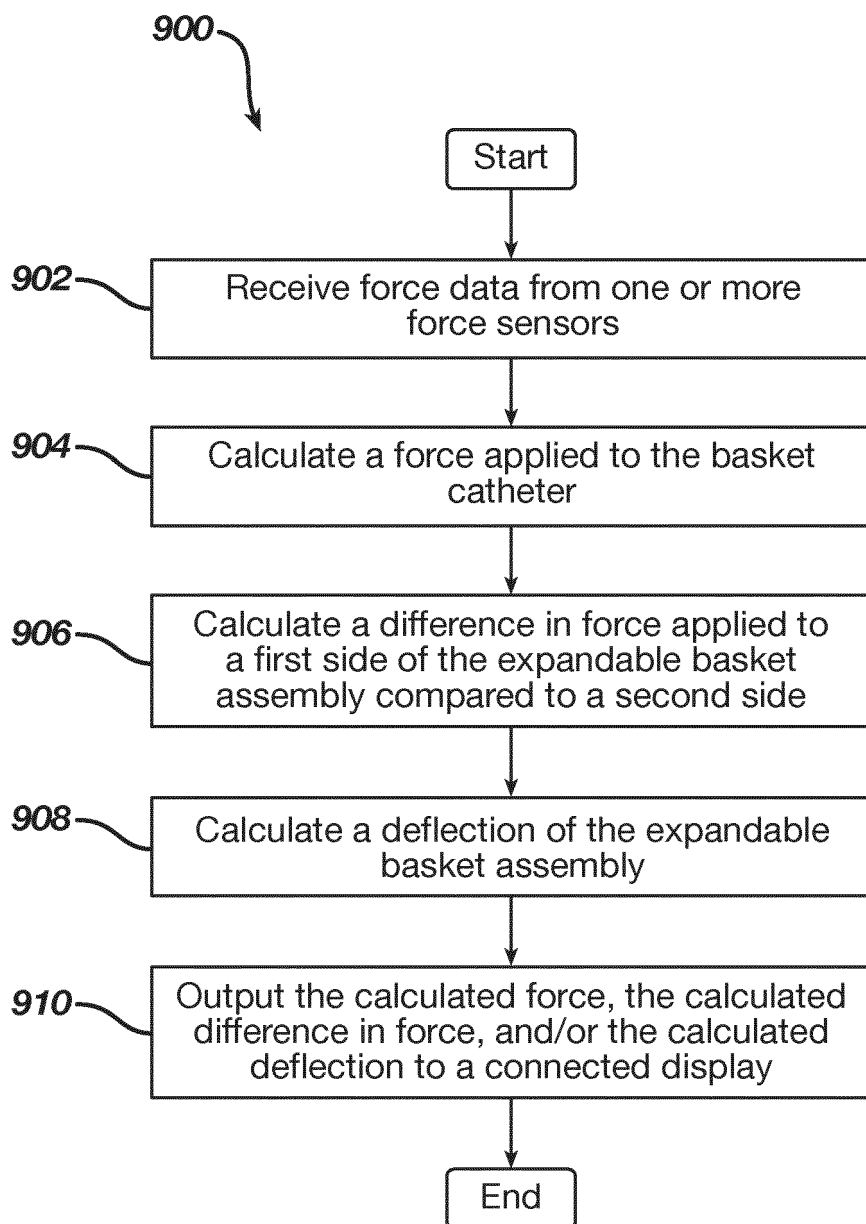 900
Start
902
Receive force data from one or more
force sensors
904
Calculate a force applied to the basket
catheter
906
Calculate a difference in force applied to
a first side of the expandable basket
assembly compared to a second side
908
Calculate a deflection of the expandable
basket assembly
910
Output the calculated force, the calculated
difference in force, and/or the calculated
deflection to a connected display
End